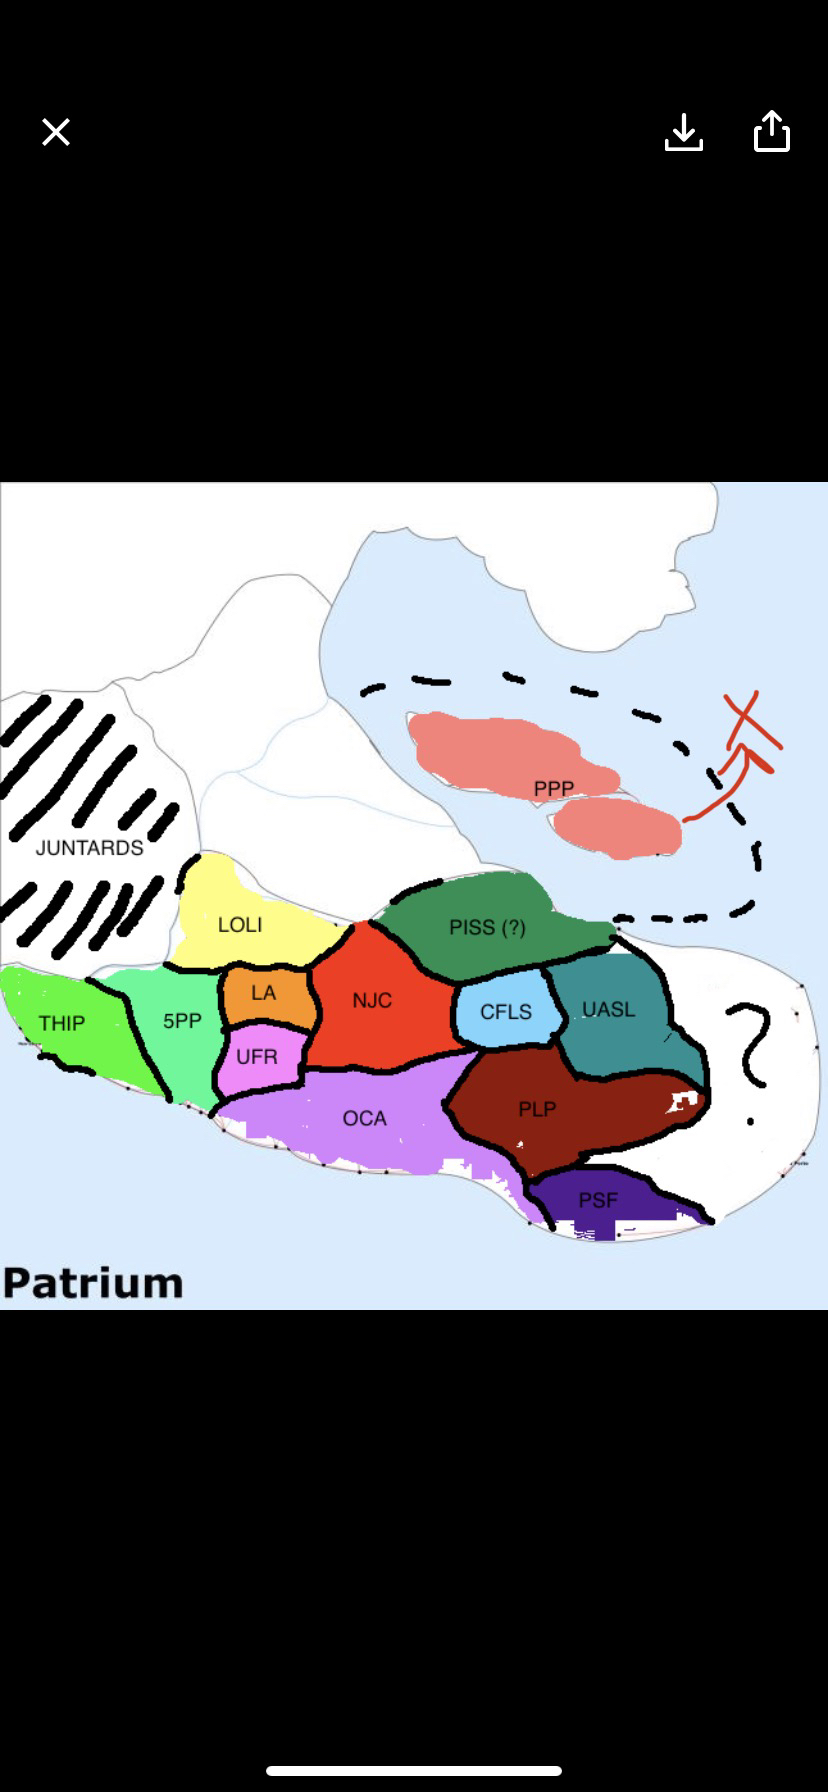 PPP
JUNTARDS
LOLI
PISS (?)
LA
NJC
CFLS
UASL
THIP
5PP
UFR
?
OCA
PLP
PSF
Patrium